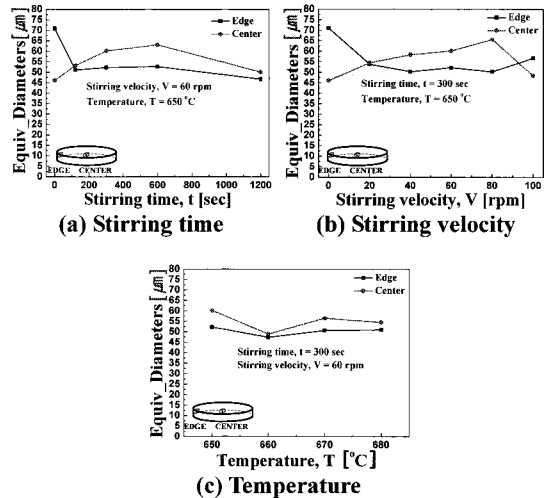 Equiv_Diameters [㎛]
80
75
70
65
60
55
50
45
40
35
30
25
20
15
10
5
0
Edge
Center
Stirring velocity, V = 60 rpm
Temperature, T = 650 °C
EDGE CENTER
0 200 400 600 800 1000 1200
Stirring time, t [sec]
(a) Stirring time
Equiv_Diameters [㎛]
80
75
70
65
60
55
50
45
40
35
30
25
20
15
10
5
0
Edge
Center
Stirring time, t = 300 sec
Temperature, T = 650 °C
EDGE CENTER
0 20 40 60 80 100
Stirring velocity, V [rpm]
(b) Stirring velocity
Equiv_Diameters [㎛]
80
75
70
65
60
55
50
45
40
35
30
25
20
15
10
5
0
Edge
Center
Stirring time, t = 300 sec
Stirring velocity, V = 60 rpm
EDGE CENTER
650 660 670 680
Temperature, T [°C]
(c) Temperature